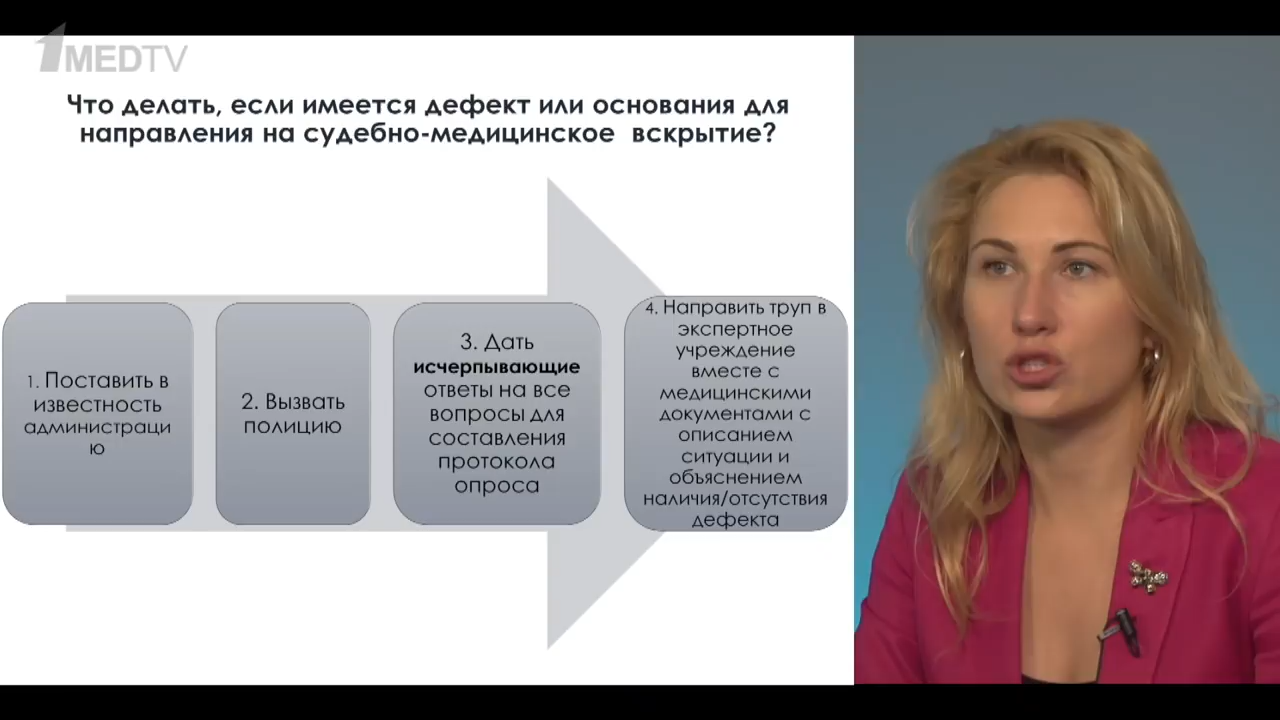 1MEDTV
Что делать, если имеется дефект или основания для
направления на судебно-медицинское вскрытие?
1. Поставить в
известность
администраци
ю
2. Вызвать
полицию
3. Дать
исчерпывающие
ответы на все
вопросы для
составления
протокола
опроса
4. Направить труп в
экспертное
учреждение
вместе с
медицинскими
документами с
описанием
ситуации и
объяснением
наличия/отсутствия
дефекта